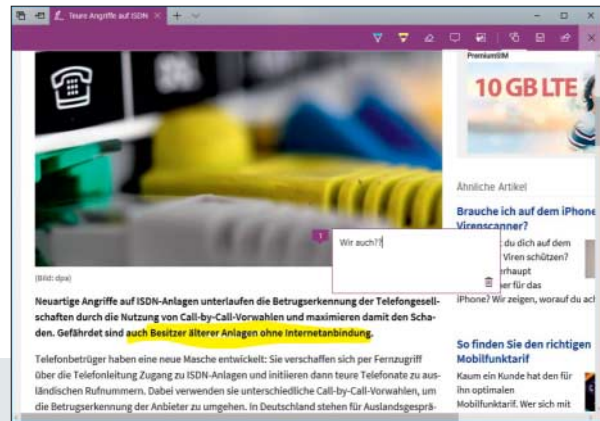 Teure Angriffe auf ISDN
PremiumSIM
10 GB LTE
1
Wir auch??
(Bild: dpa)
Neuartige Angriffe auf ISDN-Anlagen unterlaufen die Betrugserkennung der Telefongesell-
schaften durch die Nutzung von Call-by-Call-Vorwahlen und maximieren damit den Scha-
den. Gefährdet sind auch Besitzer älterer Anlagen ohne Internetanbindung.
Telefonbetrüger haben eine neue Masche entwickelt: Sie verschaffen sich per Fernzugriff
über die Telefonleitung Zugang zu ISDN-Anlagen und initiieren dann teure Telefonate zu aus-
ländischen Rufnummern. Dabei verwenden sie unterschiedliche Call-by-Call-Vorwahlen, um
die Betrugserkennung der Anbieter zu umgehen. In Deutschland stehen für Auslandsgesprä-
Ähnliche Artikel
Brauche ich auf dem iPhone
Virenscanner?
du dich auf dem
Viren schützen?
erhaupt
er für das
iPhone? Wir zeigen, worauf du ach
So finden Sie den richtigen
Mobilfunktarif
Kaum ein Kunde hat den für
ihn optimalen
Mobilfunktarif. Wer sich mit